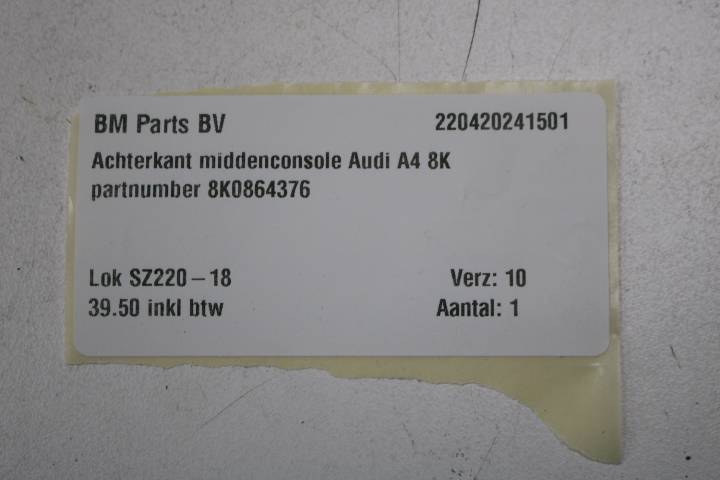 BM Parts BV 220420241501
Achterkant middenconsole Audi A4 8K
partnumber 8K0864376
Lok SZ220-18 Verz: 10
39.50 inkl btw Aantal: 1